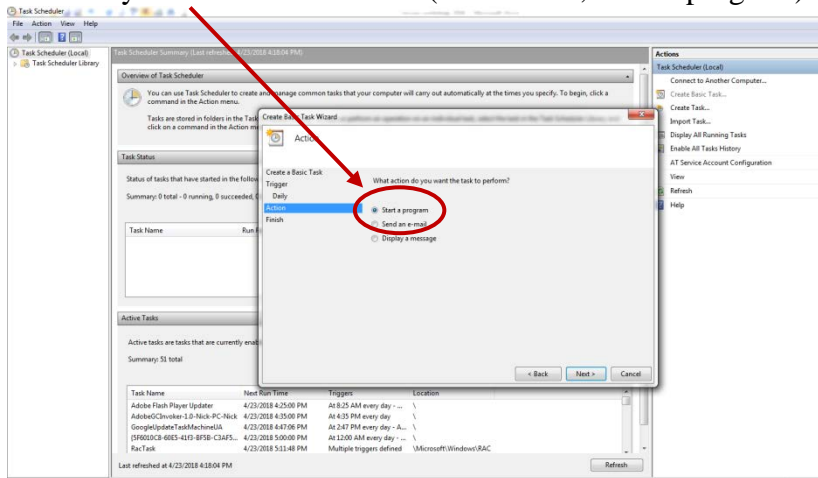 Task Scheduler
File Action View Help
Task Scheduler (Local)
Task Scheduler Library
Task Scheduler Summary (Last refreshed: 4/23/2018 4:18:04 PM)
Overview of Task Scheduler
You can use Task Scheduler to create and manage common tasks that your computer will carry out automatically at the times you specify. To begin, click a
command in the Action menu.
Tasks are stored in folders in the Task
click on a command in the Action me
Task Status
Status of tasks that have started in the follow
Summary: 0 total - 0 running, 0 succeeded, 0
Task Name Run
Active Tasks
Active tasks are tasks that are currently enab
Summary: 51 total
Task Name Next Run Time Triggers Location
Adobe Flash Player Updater 4/23/2018 4:25:00 PM At 8:25 AM every day - ... \
AdobeGCInvoker-1.0-Nick-PC-Nick 4/23/2018 4:35:00 PM At 4:35 PM every day \
GoogleUpdateTaskMachineUA 4/23/2018 4:47:06 PM At 2:47 PM every day - A... \
{5F6010C8-60E5-41f3-BF5B-C3AF5... 4/23/2018 5:00:00 PM At 12:00 AM every day - ... \
RacTask 4/23/2018 5:11:48 PM Multiple triggers defined \Microsoft\Windows\RAC
Last refreshed at 4/23/2018 4:18:04 PM
Refresh
Create Basic Task Wizard
Action
Create a Basic Task
Trigger
Daily
Action
Finish
What action do you want the task to perform?
Start a program
Send an e-mail
Display a message
< Back Next > Cancel
Actions
Task Scheduler (Local)
Connect to Another Computer...
Create Basic Task...
Create Task...
Import Task...
Display All Running Tasks
Enable All Tasks History
AT Service Account Configuration
View
Refresh
Help